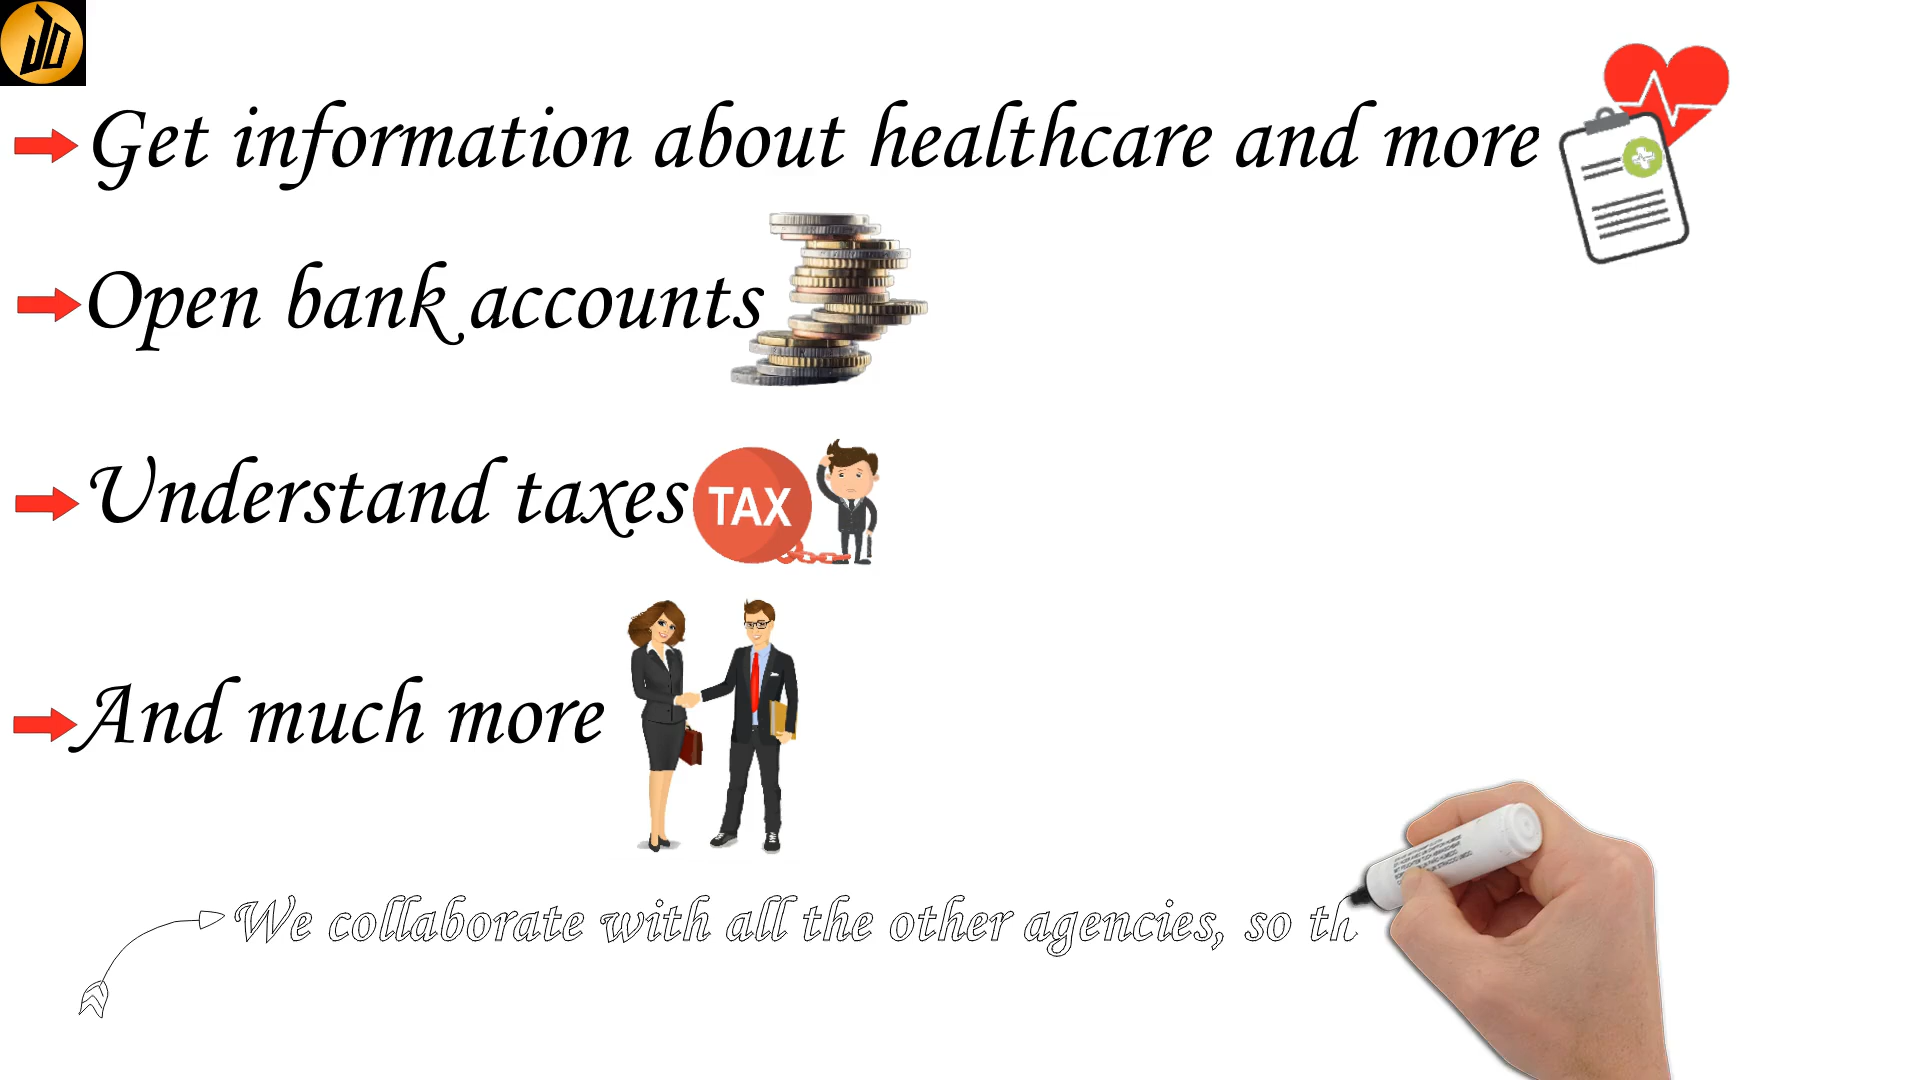 Get information about healthcare and more
Open bank accounts
Understand taxes
TAX
And much more
We collaborate with all the other agencies, so th